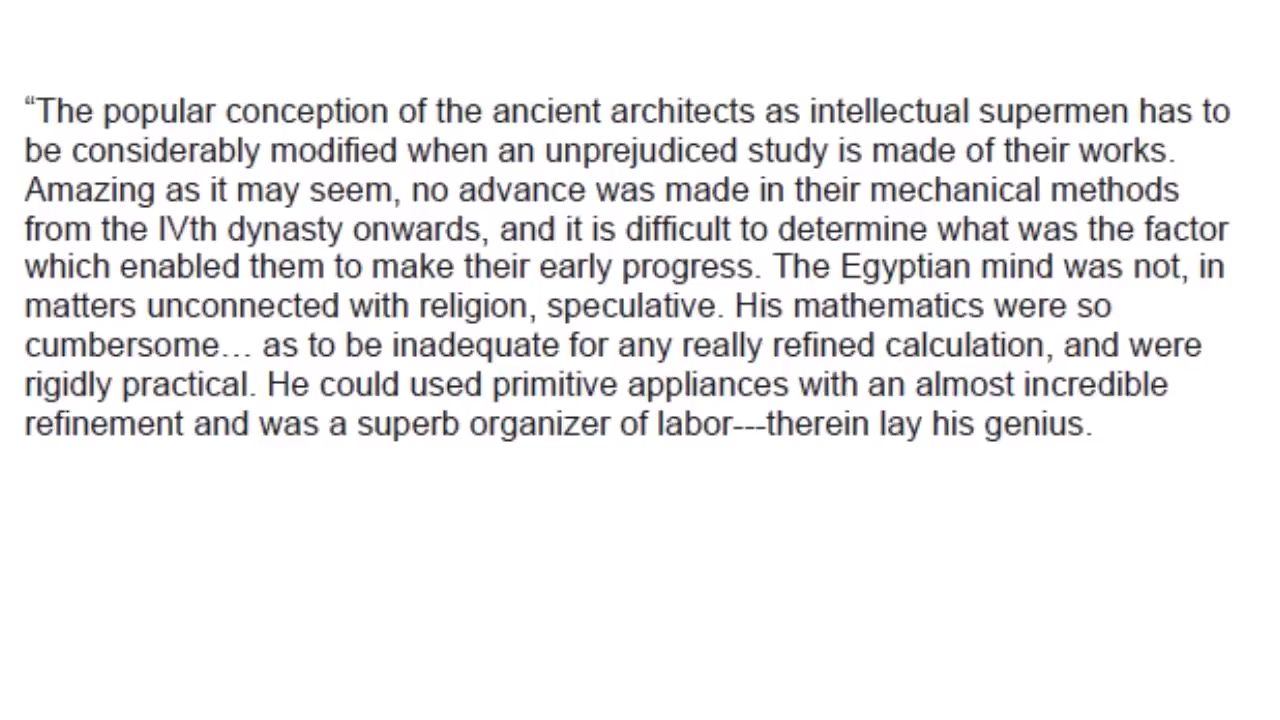 “The popular conception of the ancient architects as intellectual supermen has to
be considerably modified when an unprejudiced study is made of their works.
Amazing as it may seem, no advance was made in their mechanical methods
from the IVth dynasty onwards, and it is difficult to determine what was the factor
which enabled them to make their early progress. The Egyptian mind was not, in
matters unconnected with religion, speculative. His mathematics were so
cumbersome… as to be inadequate for any really refined calculation, and were
rigidly practical. He could used primitive appliances with an almost incredible
refinement and was a superb organizer of labor---therein lay his genius.